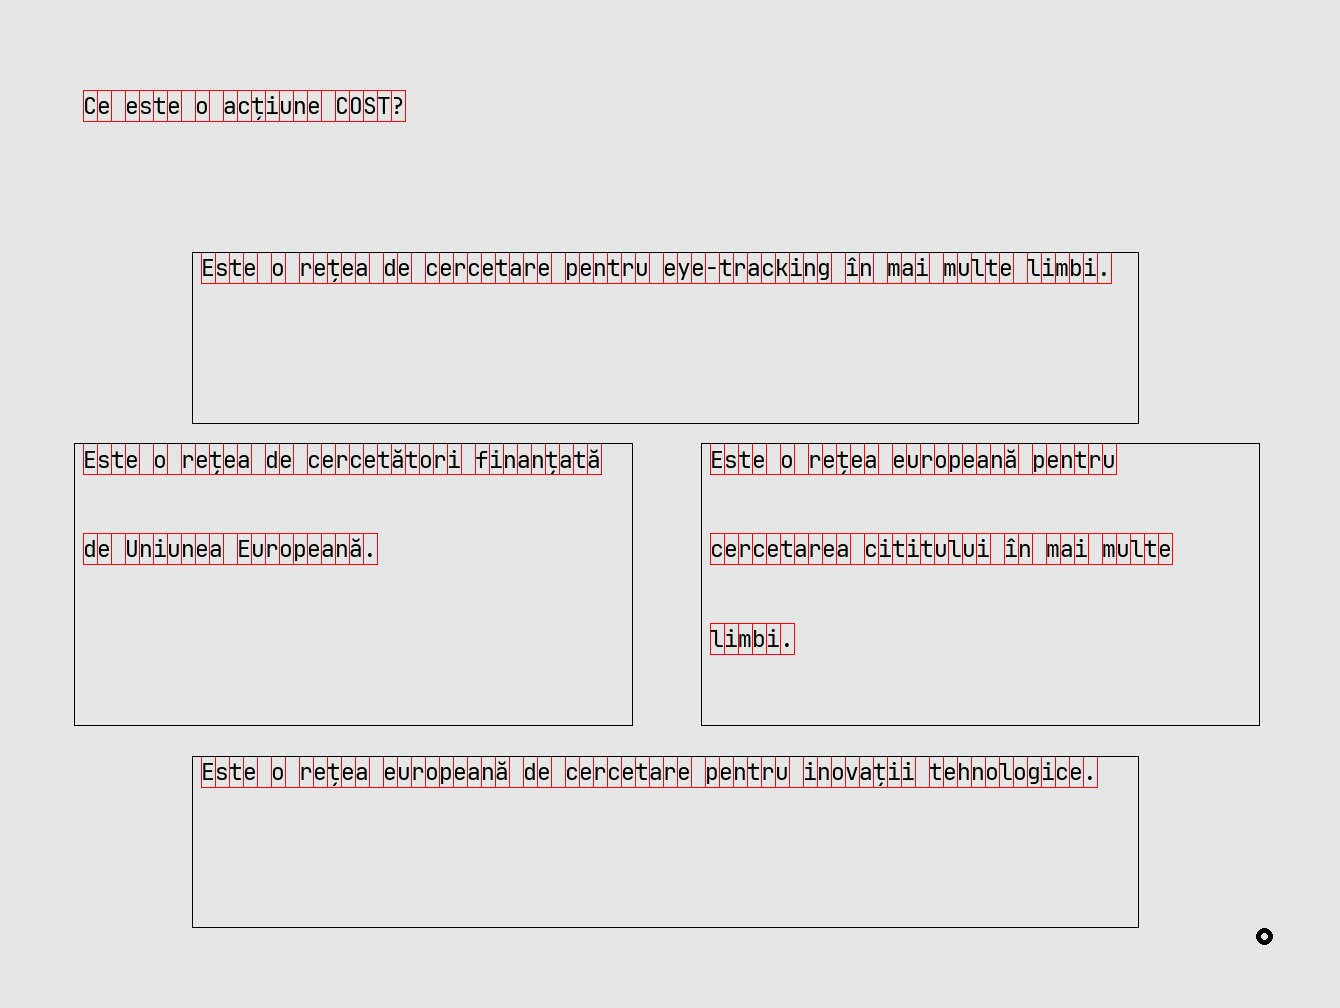 Ce este o acțiune COST?
Este o rețea de cercetare pentru eye-tracking în mai multe limbi.
Este o rețea de cercetători finanțată
de Uniunea Europeană.
Este o rețea europeană pentru
cercetarea cititului în mai multe
limbi.
Este o rețea europeană de cercetare pentru inovații tehnologice.